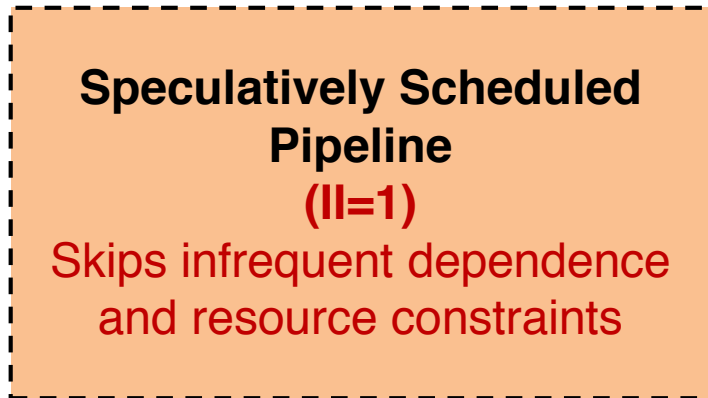 Speculatively Scheduled
Pipeline
(II=1)
Skips infrequent dependence
and resource constraints